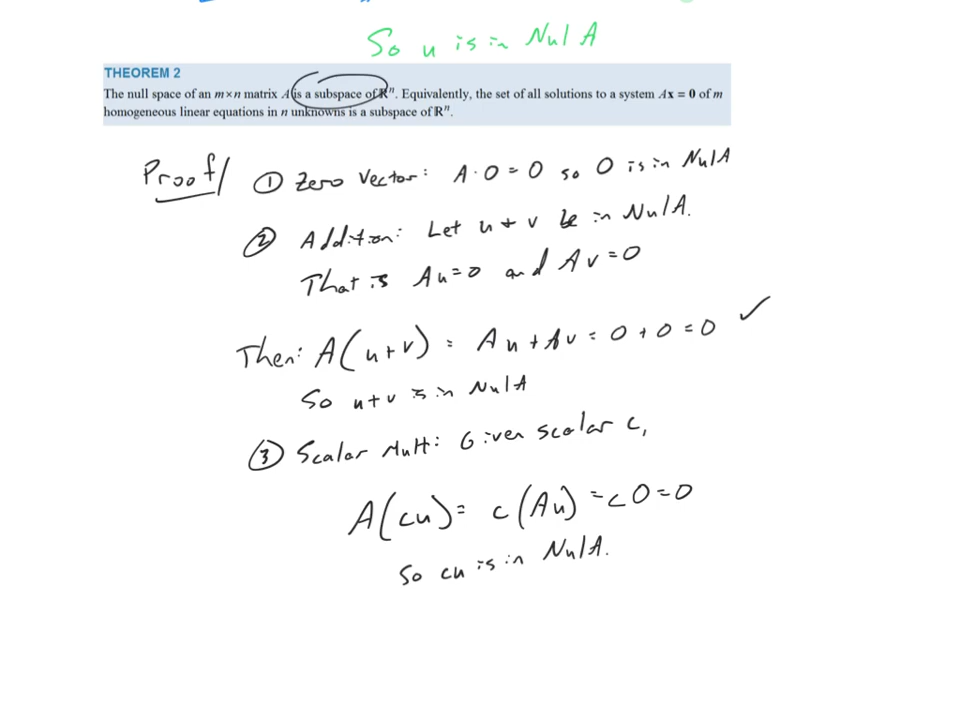 So u is in Nul A
THEOREM 2
The null space of an m×n matrix A is a subspace of ℝⁿ. Equivalently, the set of all solutions to a system Ax = 0 of m
homogeneous linear equations in n unknowns is a subspace of ℝⁿ.
Proof/ ① Zero Vector: A·0=0 so 0 is in Nul A
② Addition: Let u + v be in Nul A.
That is Au=0 and Av=0
Then: A(u+v) = Au + Av = 0 + 0 = 0 ✓
So u+v is in Nul A
③ Scalar Mult: Given scalar c,
A(cu) = c(Au) = c0 = 0
So cu is in Nul A.